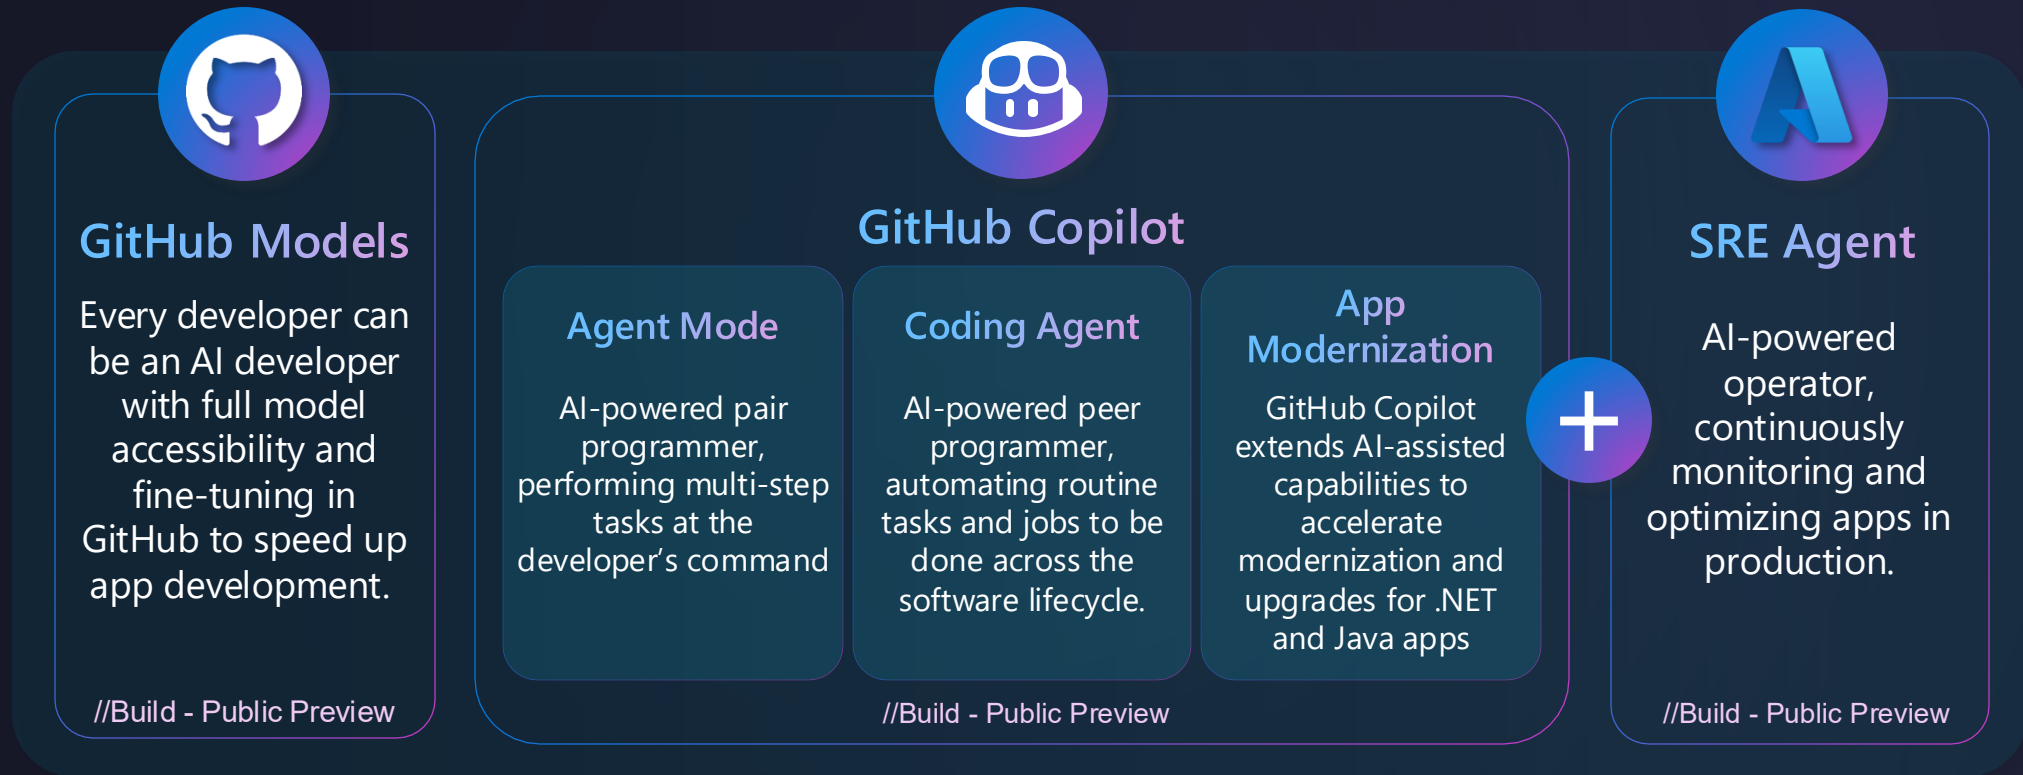 GitHub Models
Every developer can
be an AI developer
with full model
accessibility and
fine-tuning in
GitHub to speed up
app development.
//Build - Public Preview
GitHub Copilot
Agent Mode
AI-powered pair
programmer,
performing multi-step
tasks at the
developer’s command
Coding Agent
AI-powered peer
programmer,
automating routine
tasks and jobs to be
done across the
software lifecycle.
App
Modernization
GitHub Copilot
extends AI-assisted
capabilities to
accelerate
modernization and
upgrades for .NET
and Java apps
//Build - Public Preview
+
SRE Agent
AI-powered
operator,
continuously
monitoring and
optimizing apps in
production.
//Build - Public Preview